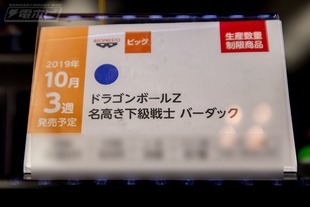 電ホビ
2019年
10月
3週
発売予定
BANPRESTO
ビッグ
生産数量
制限商品
ドラゴンボールZ
名高き下級戦士 バーダック